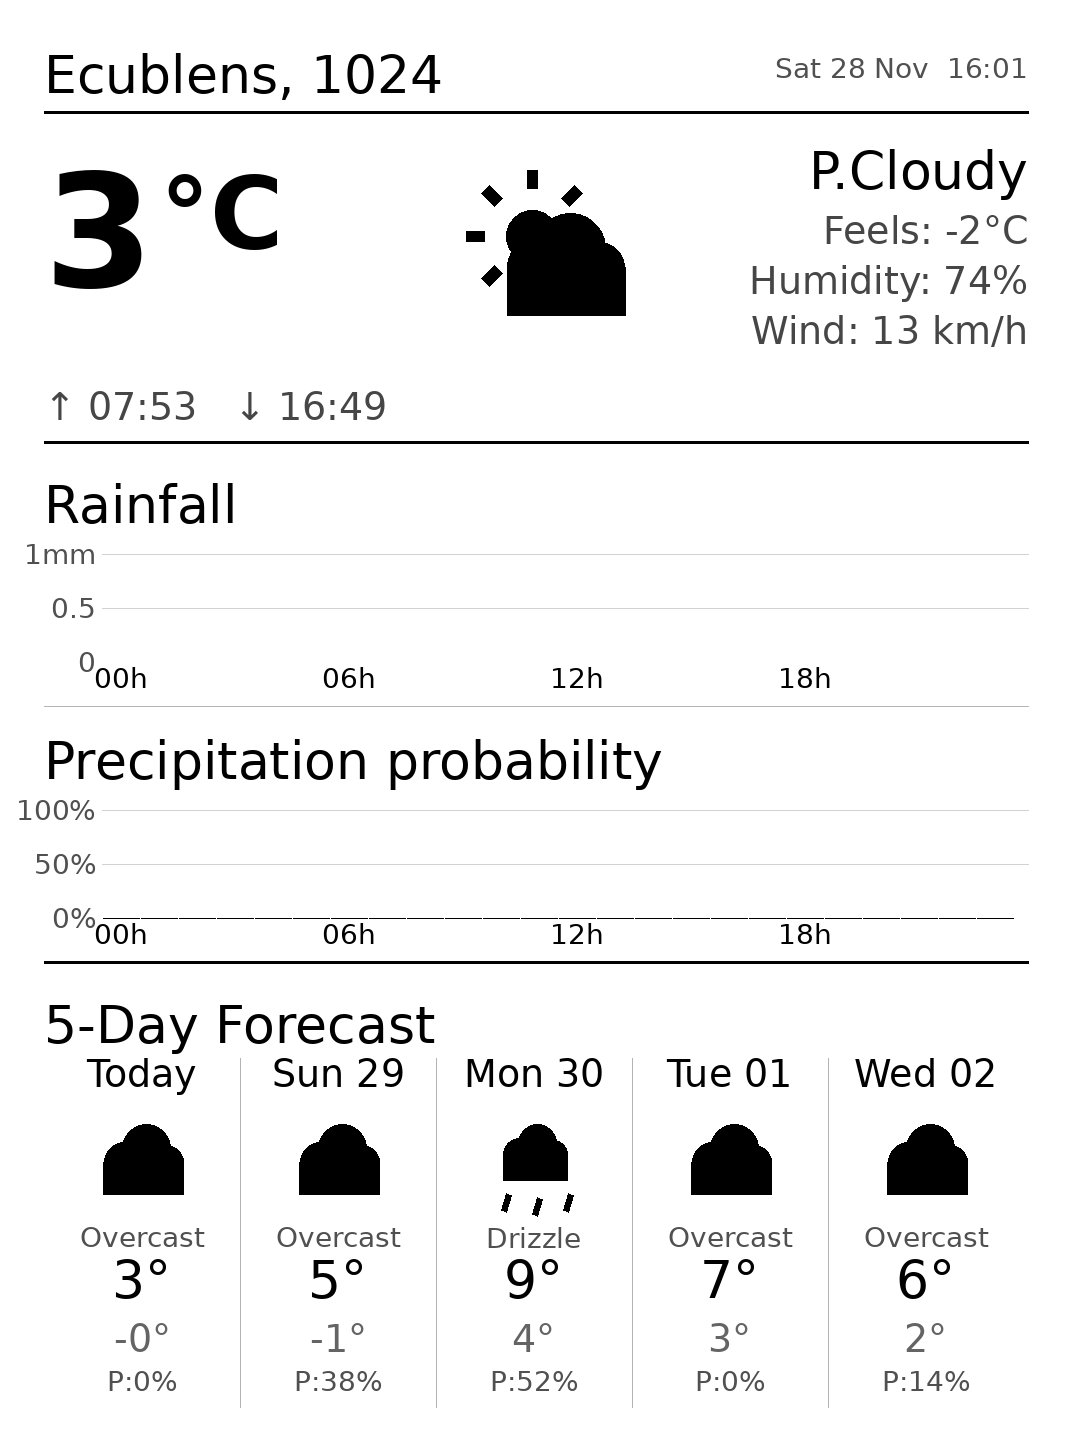 Ecublens, 1024
Sat 28 Nov 16:01
3°C
P.Cloudy
Feels: -2°C
Humidity: 74%
Wind: 13 km/h
↑ 07:53 ↓ 16:49
Rainfall
1mm
0.5
0
00h 06h 12h 18h
Precipitation probability
100%
50%
0%
00h 06h 12h 18h
5-Day Forecast
Today Sun 29 Mon 30 Tue 01 Wed 02
Overcast Overcast Drizzle Overcast Overcast
3° 5° 9° 7° 6°
-0° -1° 4° 3° 2°
P:0% P:38% P:52% P:0% P:14%